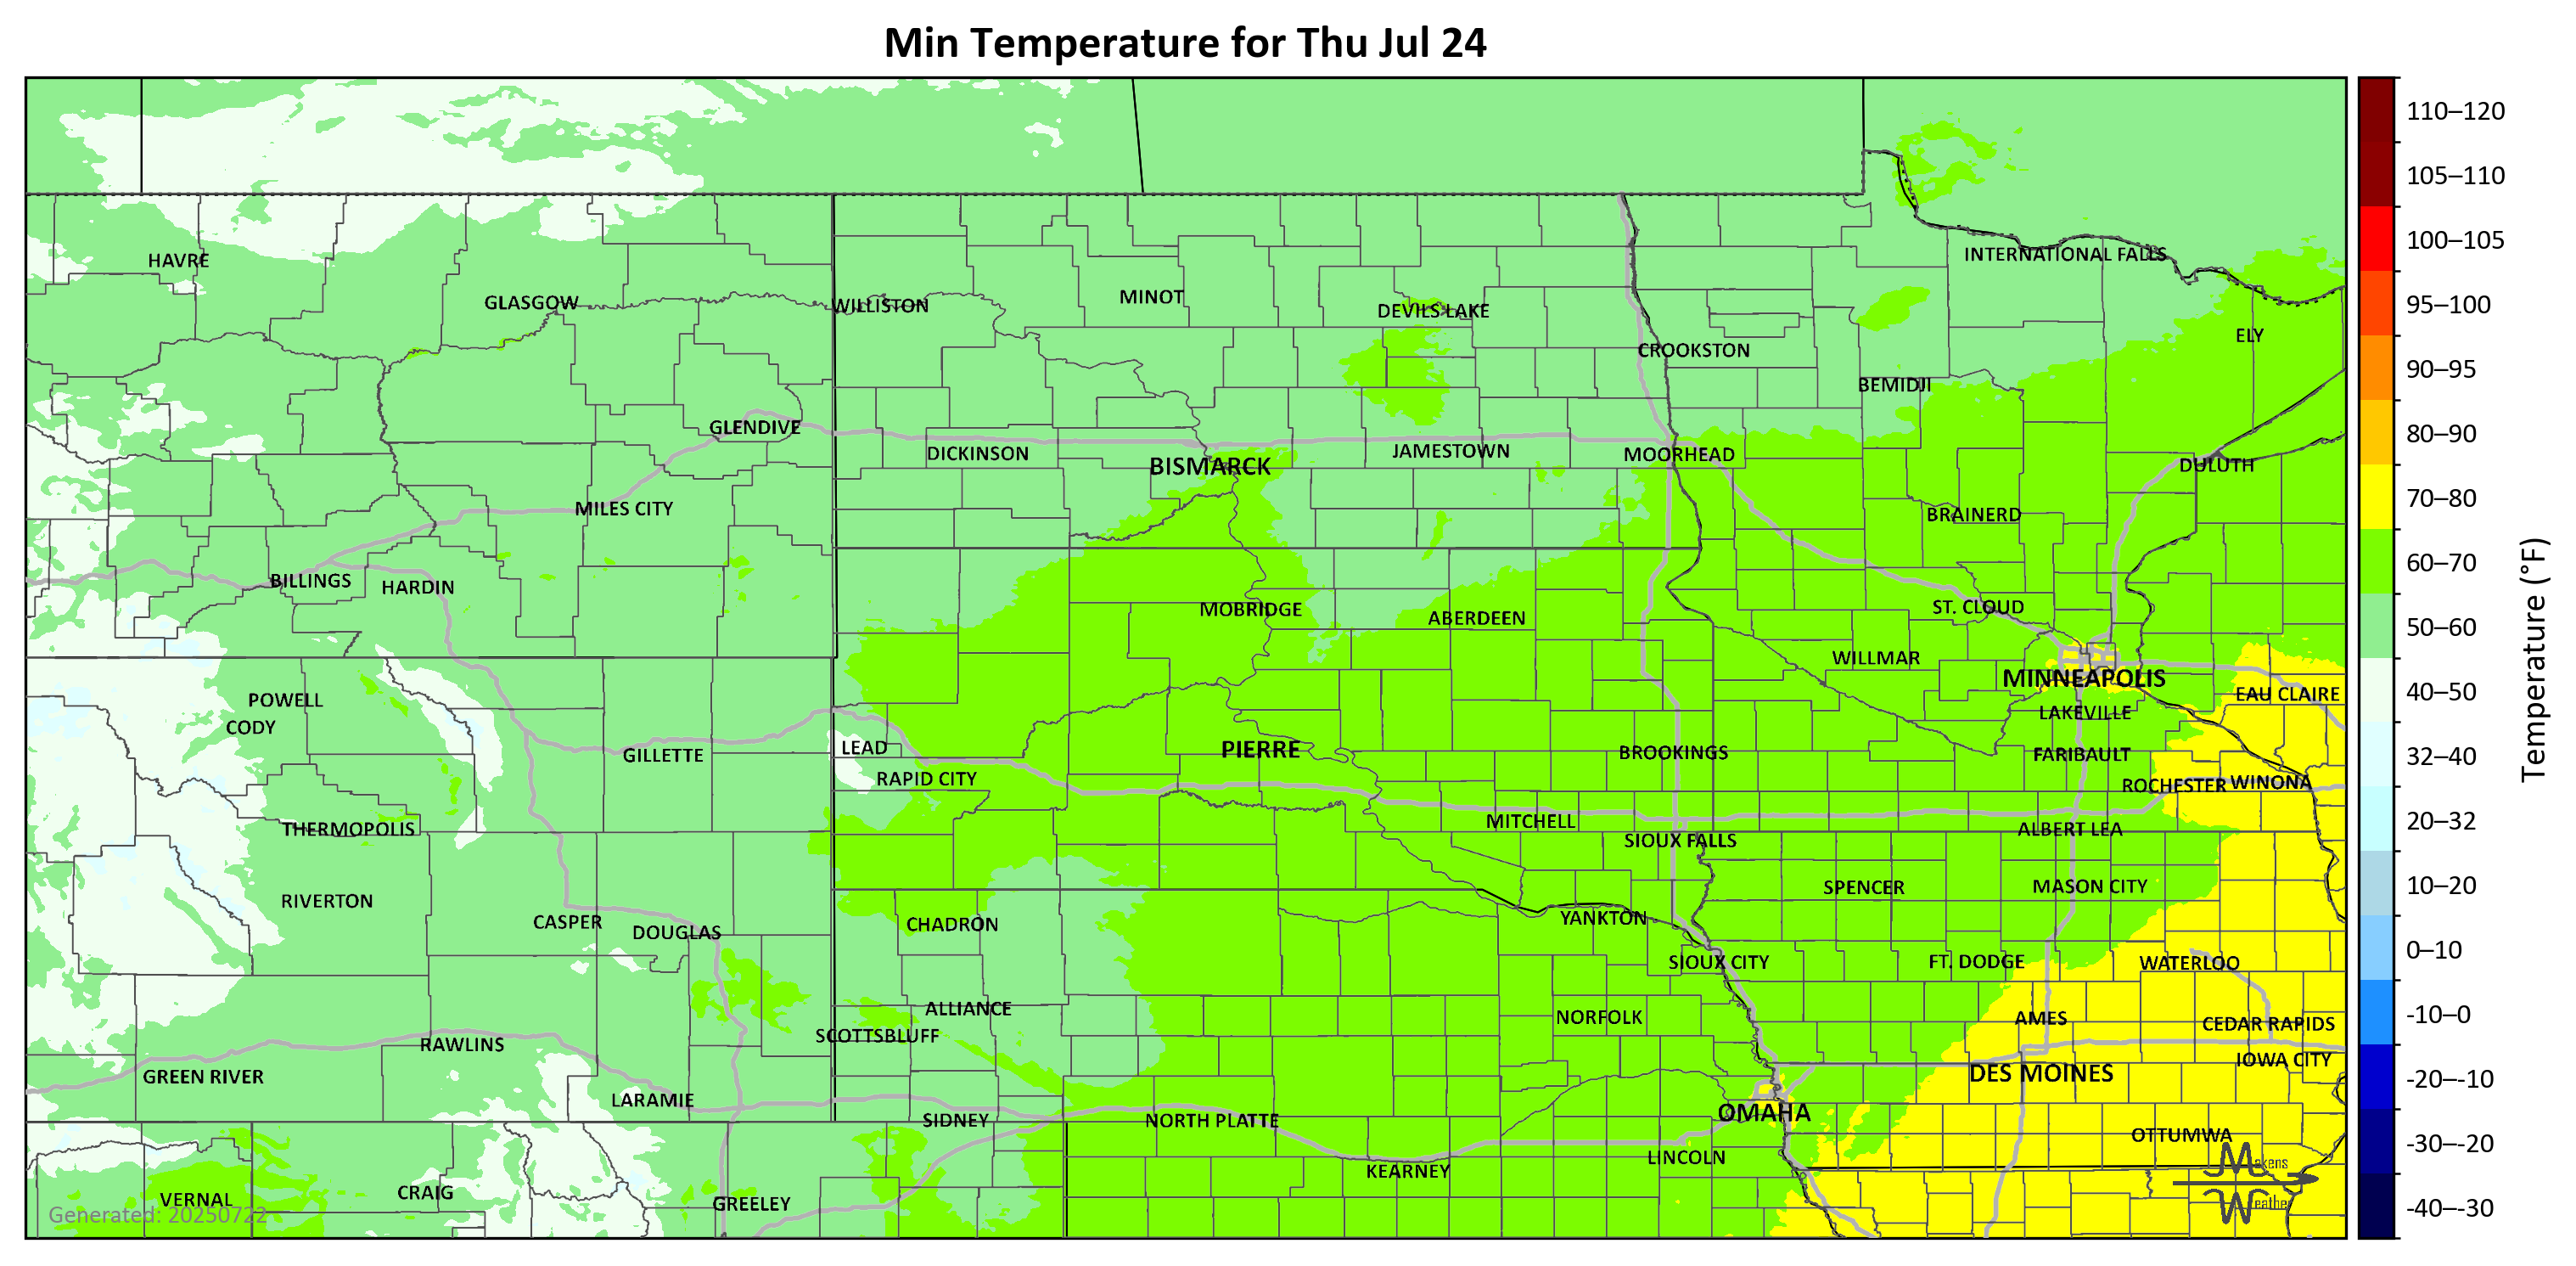 Min Temperature for Thu Jul 24
110–120
105–110
100–105
95–100
90–95
80–90
70–80
60–70
50–60
40–50
32–40
20–32
10–20
0–10
-10–0
-20–-10
-30–-20
-40–-30
Temperature (°F)
INTERNATIONAL FALLS
HAVRE
GLASGOW
WILLISTON
MINOT
DEVILS LAKE
ELY
CROOKSTON
BEMIDJI
GLENDIVE
DICKINSON
BISMARCK
JAMESTOWN
MOORHEAD
DULUTH
MILES CITY
BRAINERD
BILLINGS
HARDIN
MOBRIDGE
ABERDEEN
ST. CLOUD
WILLMAR
MINNEAPOLIS
EAU CLAIRE
POWELL
CODY
LAKEVILLE
GILLETTE
LEAD
PIERRE
BROOKINGS
FARIBAULT
RAPID CITY
ROCHESTER
WINONA
THERMOPOLIS
MITCHELL
SIOUX FALLS
ALBERT LEA
RIVERTON
SPENCER
MASON CITY
CASPER
DOUGLAS
CHADRON
YANKTON
SIOUX CITY
FT. DODGE
WATERLOO
ALLIANCE
NORFOLK
AMES
CEDAR RAPIDS
SCOTTSBLUFF
RAWLINS
IOWA CITY
GREEN RIVER
DES MOINES
LARAMIE
SIDNEY
NORTH PLATTE
OMAHA
OTTUMWA
LINCOLN
KEARNEY
VERNAL
CRAIG
GREELEY
Generated: 20250722
Makens
Weather